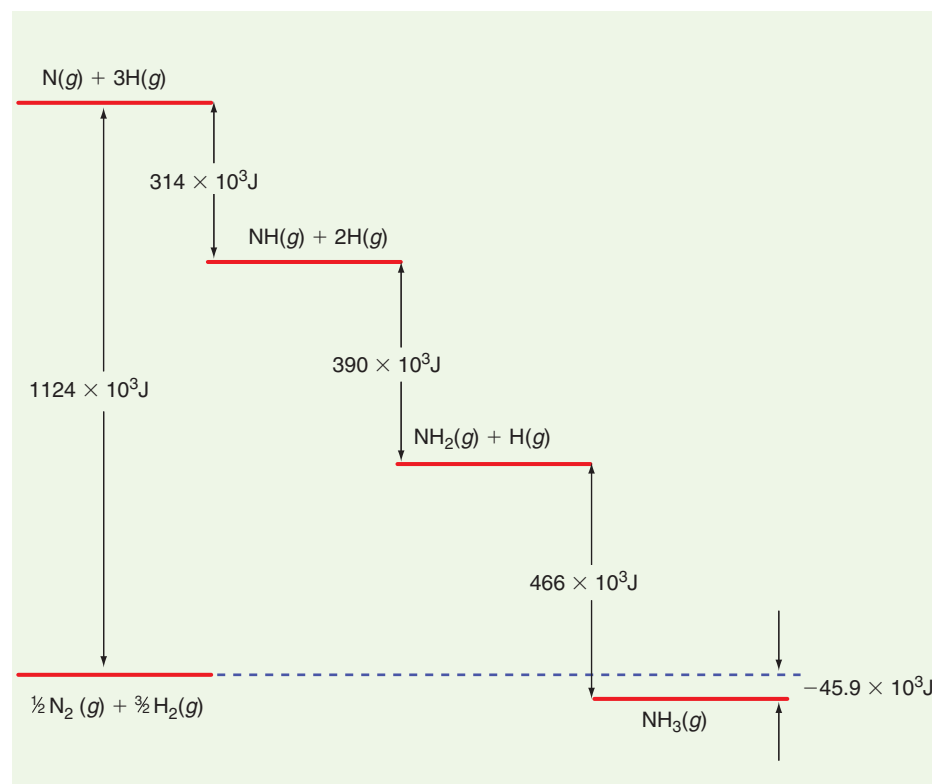 N(g) + 3H(g)
314 × 10³J
NH(g) + 2H(g)
390 × 10³J
1124 × 10³J
NH₂(g) + H(g)
466 × 10³J
−45.9 × 10³J
½ N₂ (g) + 3⁄2 H₂(g)
NH₃(g)